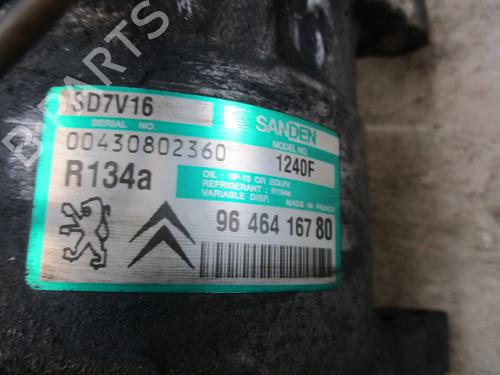 B-PARTS
SD7V16
SANDEN
SERIAL NO.
MODEL NO.
00430802360
1240F
R134a
OIL : SP-10 OR EQUIV.
REFRIGERANT : R134a
VARIABLE DISP. MADE IN FRANCE
96 464 167 80